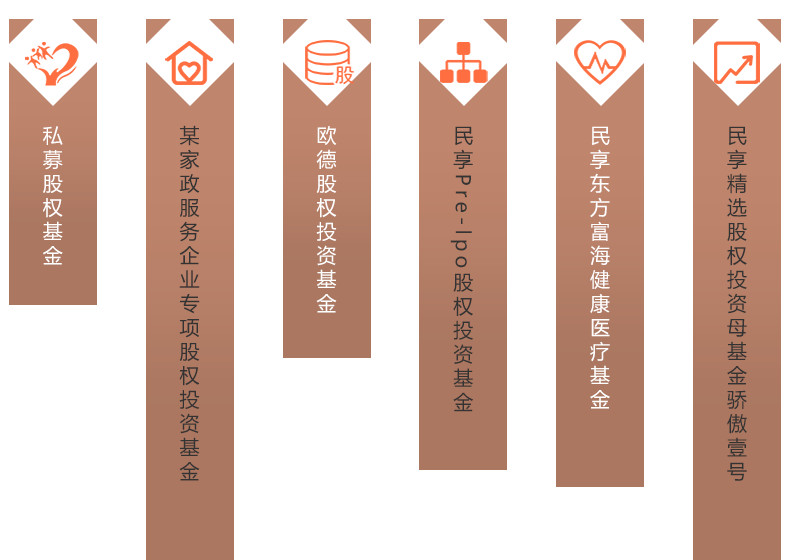 私募股权基金
某家政服务企业专项股权投资基金
股
欧德股权投资基金
民享Pre-Ipo股权投资基金
民享东方富海健康医疗基金
民享精选股权投资母基金骄傲壹号